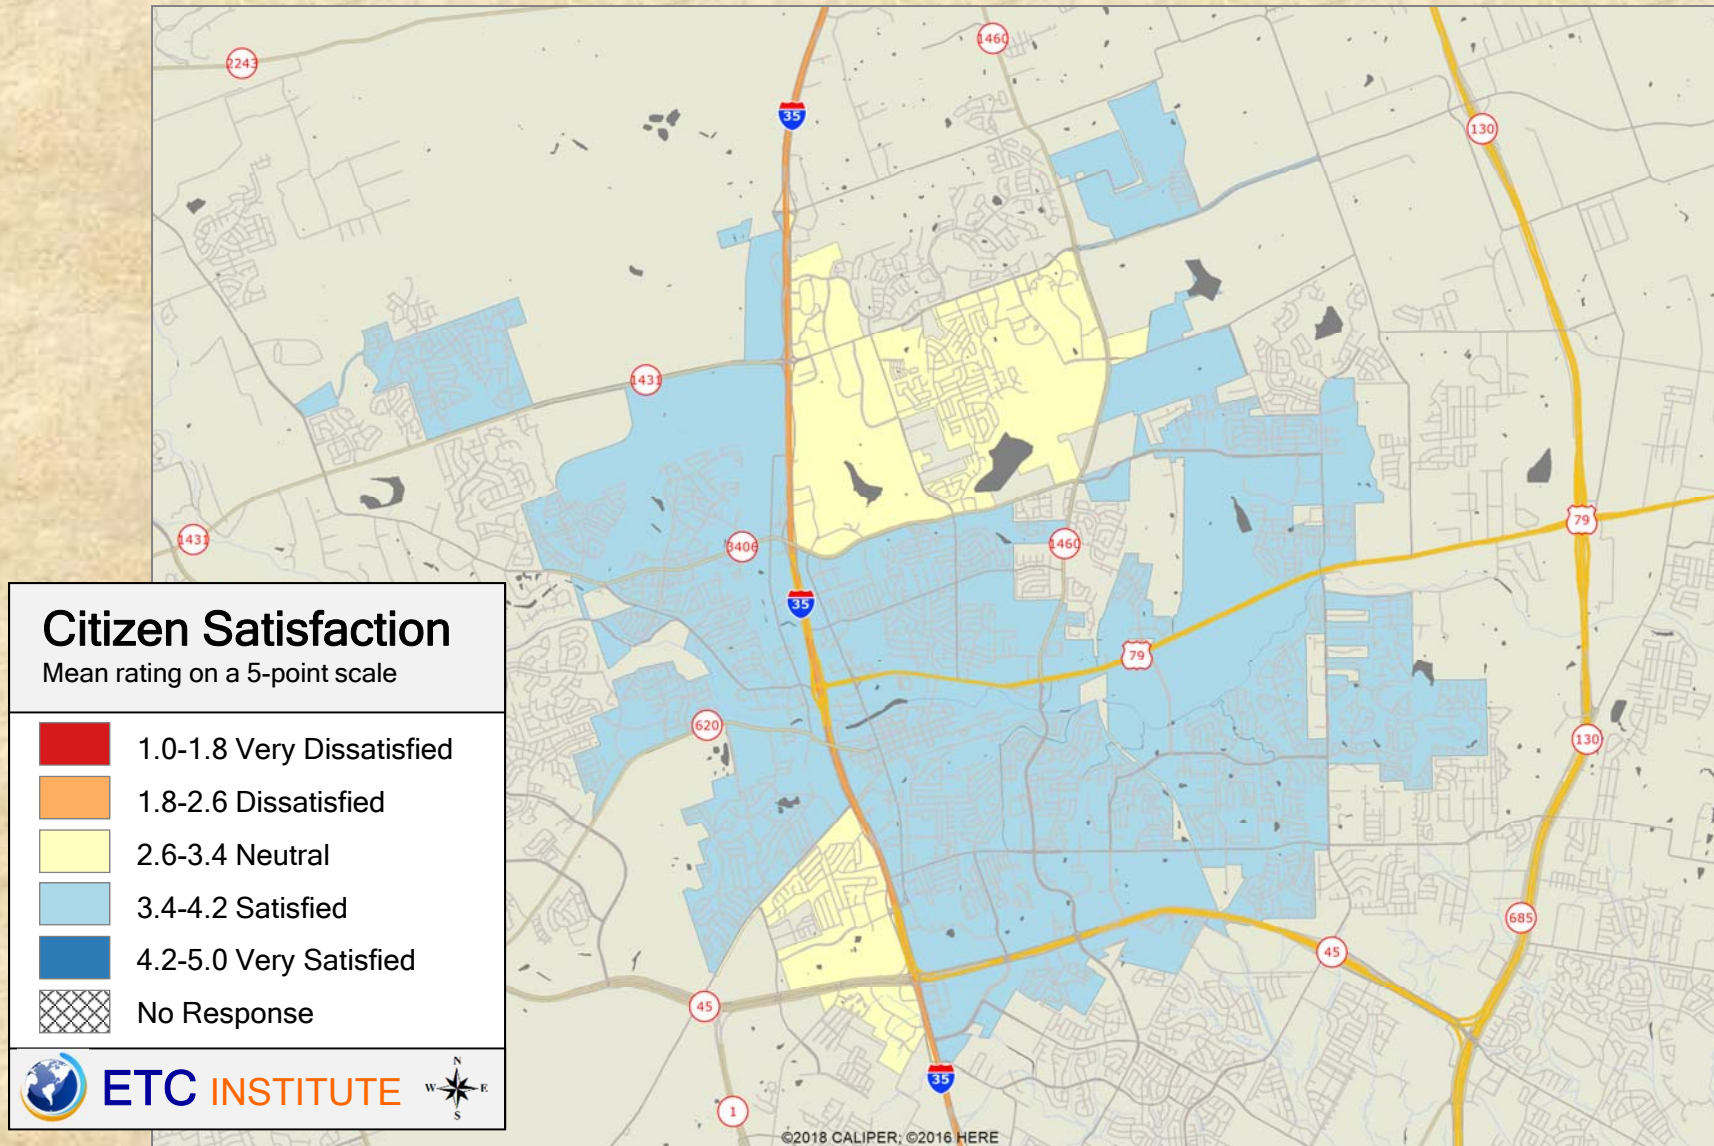 2243
1460
35
130
1431
1431
3406
1460
79
35
79
620
130
685
45
45
35
1
Citizen Satisfaction
Mean rating on a 5-point scale
1.0-1.8 Very Dissatisfied
1.8-2.6 Dissatisfied
2.6-3.4 Neutral
3.4-4.2 Satisfied
4.2-5.0 Very Satisfied
No Response
ETC INSTITUTE
N
W E
S
©2018 CALIPER; ©2016 HERE